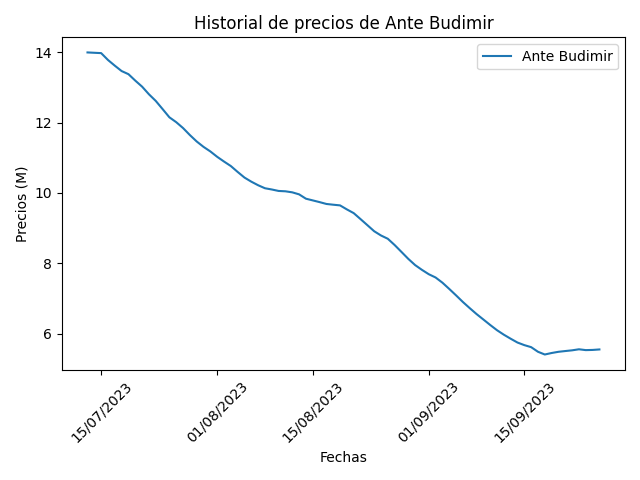 Historial de precios de Ante Budimir
Ante Budimir
Precios (M)
14
12
10
8
6
15/07/2023
01/08/2023
15/08/2023
01/09/2023
15/09/2023
Fechas